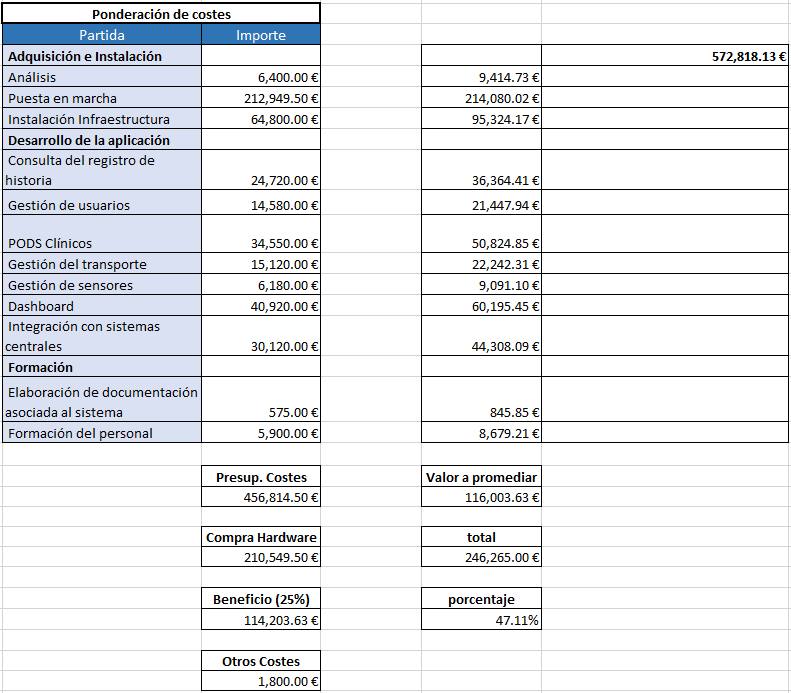 Ponderación de costes
Partida Importe
Adquisición e Instalación 572,818.13 €
Análisis 6,400.00 € 9,414.73 €
Puesta en marcha 212,949.50 € 214,080.02 €
Instalación Infraestructura 64,800.00 € 95,324.17 €
Desarrollo de la aplicación
Consulta del registro de
historia 24,720.00 € 36,364.41 €
Gestión de usuarios 14,580.00 € 21,447.94 €
PODS Clínicos 34,550.00 € 50,824.85 €
Gestión del transporte 15,120.00 € 22,242.31 €
Gestión de sensores 6,180.00 € 9,091.10 €
Dashboard 40,920.00 € 60,195.45 €
Integración con sistemas
centrales 30,120.00 € 44,308.09 €
Formación
Elaboración de documentación
asociada al sistema 575.00 € 845.85 €
Formación del personal 5,900.00 € 8,679.21 €
Presup. Costes Valor a promediar
456,814.50 € 116,003.63 €
Compra Hardware total
210,549.50 € 246,265.00 €
Beneficio (25%) porcentaje
114,203.63 € 47.11%
Otros Costes
1,800.00 €